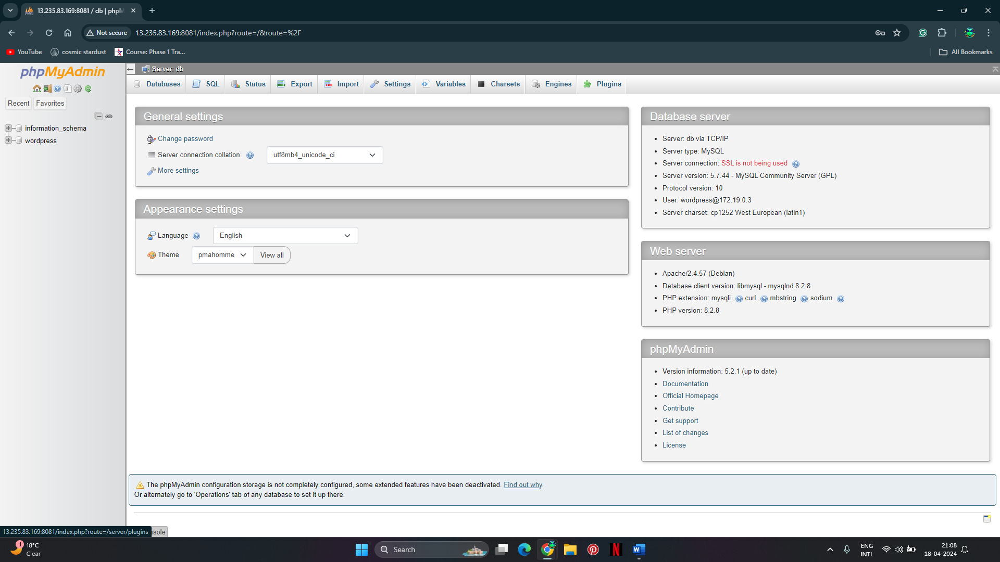 13.235.83.169:8081 / db | phpM
Not secure
13.235.83.169:8081/index.php?route=/&route=%2F
YouTube
cosmic stardust
Course: Phase 1 Tra...
All Bookmarks
phpMyAdmin
Recent
Favorites
information_schema
wordpress
Server: db
Databases
SQL
Status
Export
Import
Settings
Variables
Charsets
Engines
Plugins
General settings
Change password
Server connection collation:
utf8mb4_unicode_ci
More settings
Appearance settings
Language
English
Theme
pmahomme
View all
Database server
Server: db via TCP/IP
Server type: MySQL
Server connection: SSL is not being used
Server version: 5.7.44 - MySQL Community Server (GPL)
Protocol version: 10
User: wordpress@172.19.0.3
Server charset: cp1252 West European (latin1)
Web server
Apache/2.4.57 (Debian)
Database client version: libmysql - mysqlnd 8.2.8
PHP extension: mysqli curl mbstring sodium
PHP version: 8.2.8
phpMyAdmin
Version information: 5.2.1 (up to date)
Documentation
Official Homepage
Contribute
Get support
List of changes
License
The phpMyAdmin configuration storage is not completely configured, some extended features have been deactivated. Find out why.
Or alternately go to 'Operations' tab of any database to set it up there.
13.235.83.169:8081/index.php?route=/server/plugins
nsole
1
18°C
Clear
Search
W
ENG
INTL
21:08
18-04-2024